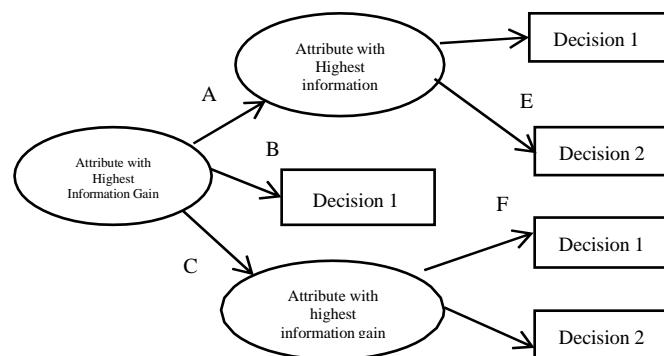 Attribute with
Highest
information
Decision 1
A
E
Attribute with
Highest
Information Gain
B
Decision 2
Decision 1
F
Decision 1
C
Attribute with
highest
information gain
Decision 2